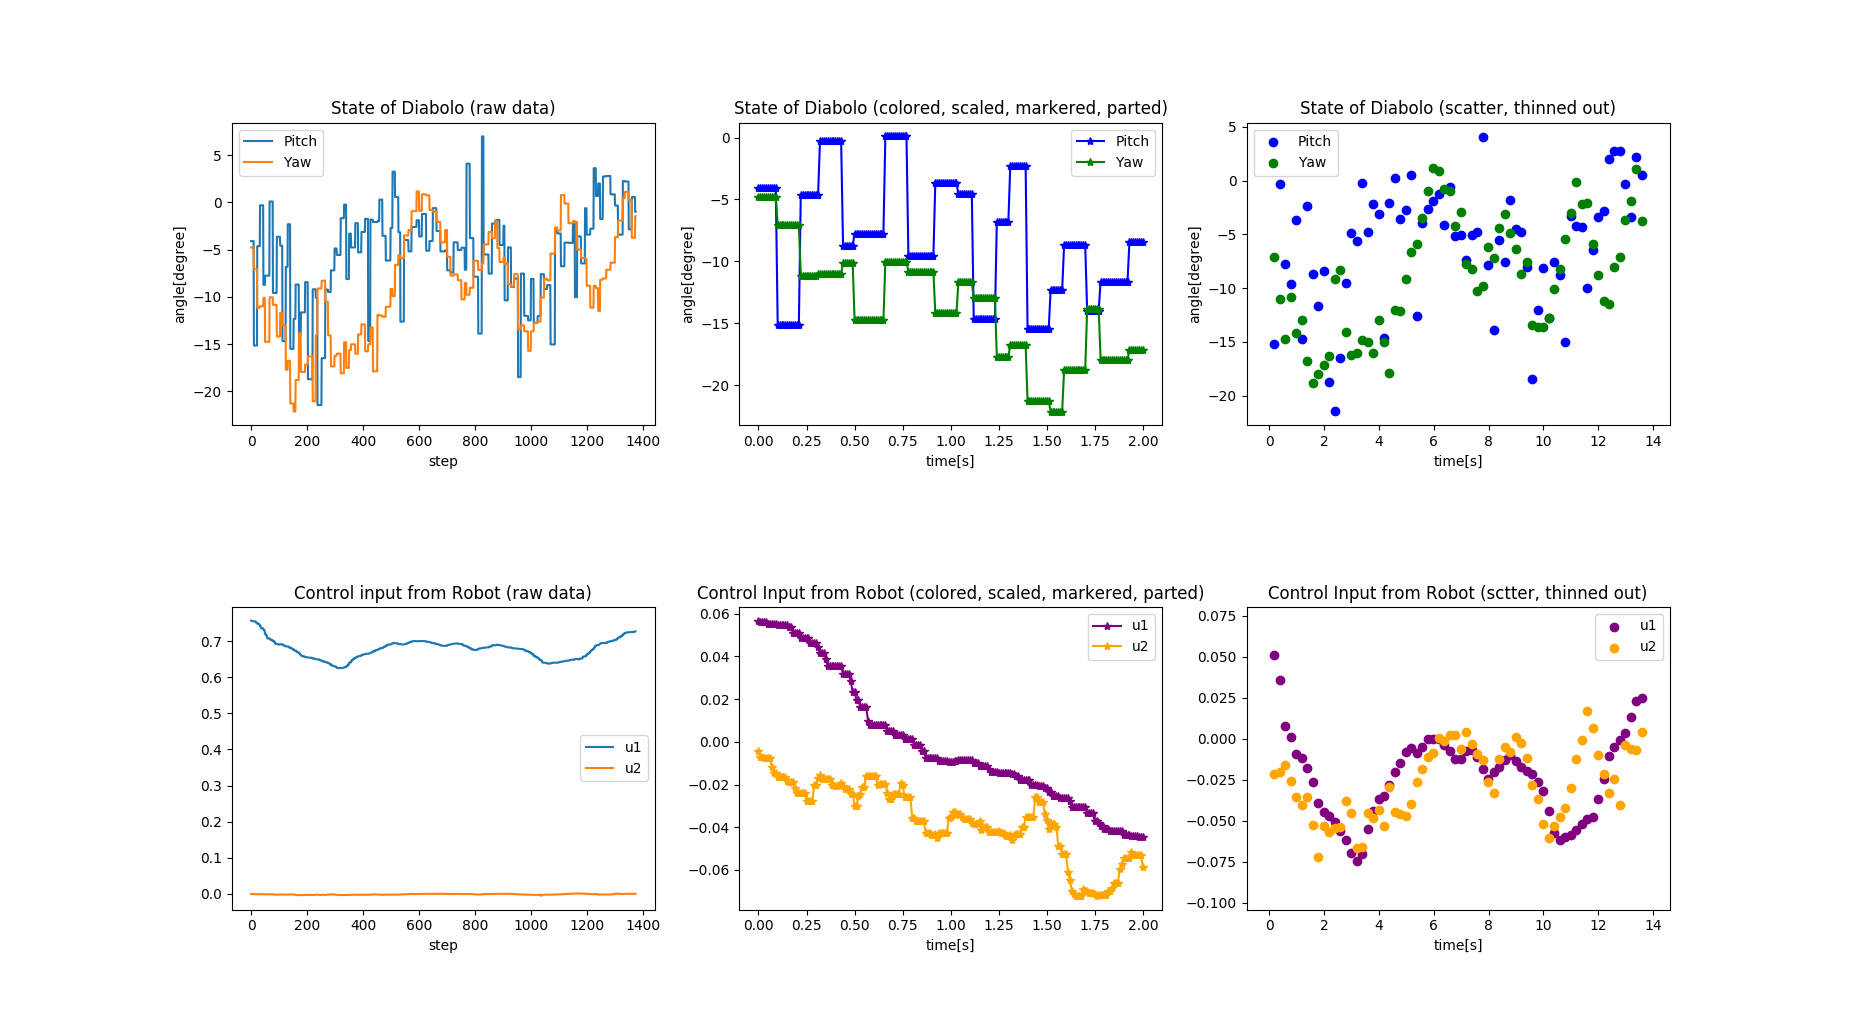 State of Diabolo (raw data)
Pitch
Yaw
angle[degree]
5
0
−5
−10
−15
−20
0 200 400 600 800 1000 1200 1400
step
State of Diabolo (colored, scaled, markered, parted)
Pitch
Yaw
angle[degree]
0
−5
−10
−15
−20
0.00 0.25 0.50 0.75 1.00 1.25 1.50 1.75 2.00
time[s]
State of Diabolo (scatter, thinned out)
Pitch
Yaw
angle[degree]
5
0
−5
−10
−15
−20
0 2 4 6 8 10 12 14
time[s]
Control input from Robot (raw data)
u1
u2
0.7
0.6
0.5
0.4
0.3
0.2
0.1
0.0
0 200 400 600 800 1000 1200 1400
step
Control Input from Robot (colored, scaled, markered, parted)
u1
u2
0.06
0.04
0.02
0.00
−0.02
−0.04
−0.06
0.00 0.25 0.50 0.75 1.00 1.25 1.50 1.75 2.00
time[s]
Control Input from Robot (sctter, thinned out)
u1
u2
0.075
0.050
0.025
0.000
−0.025
−0.050
−0.075
−0.100
0 2 4 6 8 10 12 14
time[s]